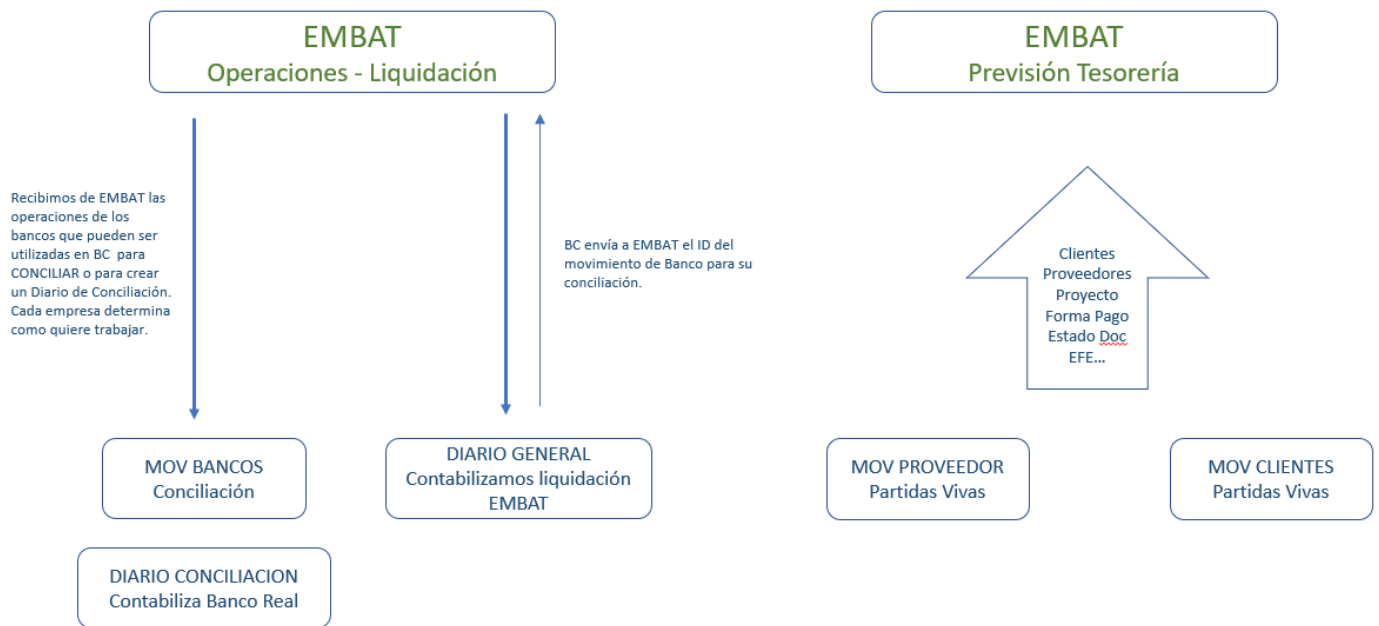 EMBAT
Operaciones - Liquidación
EMBAT
Previsión Tesorería
Recibimos de EMBAT las
operaciones de los
bancos que pueden ser
utilizadas en BC para
CONCILIAR o para crear
un Diario de Conciliación.
Cada empresa determina
como quiere trabajar.
BC envía a EMBAT el ID del
movimiento de Banco para su
conciliación.
Clientes
Proveedores
Proyecto
Forma Pago
Estado Doc
EFE...
MOV BANCOS
Conciliación
DIARIO GENERAL
Contabilizamos liquidación
EMBAT
MOV PROVEEDOR
Partidas Vivas
MOV CLIENTES
Partidas Vivas
DIARIO CONCILIACION
Contabiliza Banco Real